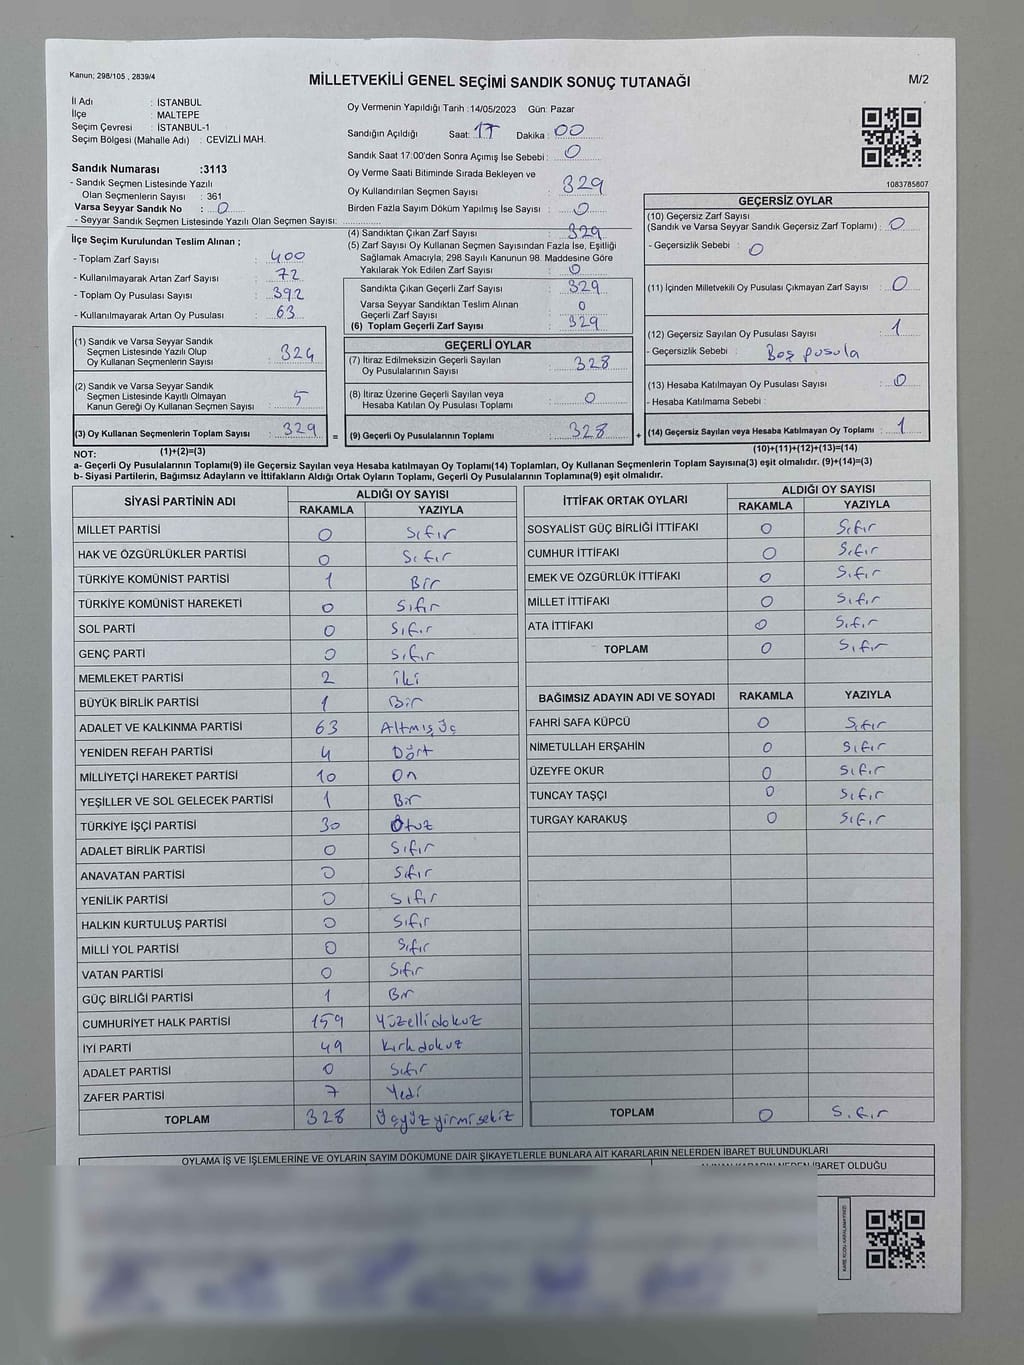 Kanun; 298/105 , 2839/4
MİLLETVEKİLİ GENEL SEÇİMİ SANDIK SONUÇ TUTANAĞI
M/2
İl Adı : İSTANBUL
İlçe : MALTEPE
Seçim Çevresi : İSTANBUL-1
Seçim Bölgesi (Mahalle Adı) : CEVİZLİ MAH.
Sandık Numarası :3113
- Sandık Seçmen Listesinde Yazılı
Olan Seçmenlerin Sayısı : 361
Varsa Seyyar Sandık No : 0
- Seyyar Sandık Seçmen Listesinde Yazılı Olan Seçmen Sayısı:
İlçe Seçim Kurulundan Teslim Alınan ;
- Toplam Zarf Sayısı : 400
- Kullanılmayarak Artan Zarf Sayısı : 72
- Toplam Oy Pusulası Sayısı : 392
- Kullanılmayarak Artan Oy Pusulası : 63
(1) Sandık ve Varsa Seyyar Sandık
Seçmen Listesinde Yazılı Olup
Oy Kullanan Seçmenlerin Sayısı : 324
(2) Sandık ve Varsa Seyyar Sandık
Seçmen Listesinde Kayıtlı Olmayan
Kanun Gereği Oy Kullanan Seçmen Sayısı : 5
(3) Oy Kullanan Seçmenlerin Toplam Sayısı : 329
(1)+(2)=(3)
Oy Vermenin Yapıldığı Tarih :14/05/2023 Gün: Pazar
Sandığın Açıldığı Saat: 17 Dakika : 00
Sandık Saat 17:00'den Sonra Açımış İse Sebebi : 0
Oy Verme Saati Bitiminde Sırada Bekleyen ve
Oy Kullandırılan Seçmen Sayısı : 329
Birden Fazla Sayım Döküm Yapılmış İse Sayısı : 0
(4) Sandıktan Çıkan Zarf Sayısı : 329
(5) Zarf Sayısı Oy Kullanan Seçmen Sayısından Fazla İse, Eşitliği
Sağlamak Amacıyla, 298 Sayılı Kanunun 98. Maddesine Göre
Yakılarak Yok Edilen Zarf Sayısı : 0
Sandıkta Çıkan Geçerli Zarf Sayısı : 329
Varsa Seyyar Sandıktan Teslim Alınan
Geçerli Zarf Sayısı : 0
(6) Toplam Geçerli Zarf Sayısı : 329
GEÇERLİ OYLAR
(7) İtiraz Edilmeksizin Geçerli Sayılan
Oy Pusulalarının Sayısı : 328
(8) İtiraz Üzerine Geçerli Sayılan veya
Hesaba Katılan Oy Pusulası Toplamı : 0
= (9) Geçerli Oy Pusulalarının Toplamı : 328 +
1083785807
GEÇERSİZ OYLAR
(10) Geçersiz Zarf Sayısı
(Sandık ve Varsa Seyyar Sandık Geçersiz Zarf Toplamı) : 0
- Geçersizlik Sebebi : 0
(11) İçinden Milletvekili Oy Pusulası Çıkmayan Zarf Sayısı : 0
(12) Geçersiz Sayılan Oy Pusulası Sayısı : 1
- Geçersizlik Sebebi : Boş pusula
(13) Hesaba Katılmayan Oy Pusulası Sayısı : 0
- Hesaba Katılmama Sebebi :
(14) Geçersiz Sayılan veya Hesaba Katılmayan Oy Toplamı : 1
(10)+(11)+(12)+(13)=(14)
NOT:
a- Geçerli Oy Pusulalarının Toplamı(9) ile Geçersiz Sayılan veya Hesaba katılmayan Oy Toplamı(14) Toplamları, Oy Kullanan Seçmenlerin Toplam Sayısına(3) eşit olmalıdır. (9)+(14)=(3)
b- Siyasi Partilerin, Bağımsız Adayların ve İttifakların Aldığı Ortak Oyların Toplamı, Geçerli Oy Pusulalarının Toplamına(9) eşit olmalıdır.
SİYASİ PARTİNİN ADI ALDIĞI OY SAYISI
RAKAMLA YAZIYLA
MİLLET PARTİSİ 0 Sıfır
HAK VE ÖZGÜRLÜKLER PARTİSİ 0 Sıfır
TÜRKİYE KOMÜNİST PARTİSİ 1 Bir
TÜRKİYE KOMÜNİST HAREKETİ 0 Sıfır
SOL PARTİ 0 Sıfır
GENÇ PARTİ 0 Sıfır
MEMLEKET PARTİSİ 2 İki
BÜYÜK BİRLİK PARTİSİ 1 Bir
ADALET VE KALKINMA PARTİSİ 63 Altmış Üç
YENİDEN REFAH PARTİSİ 4 Dört
MİLLİYETÇİ HAREKET PARTİSİ 10 On
YEŞİLLER VE SOL GELECEK PARTİSİ 1 Bir
TÜRKİYE İŞÇİ PARTİSİ 30 Otuz
ADALET BİRLİK PARTİSİ 0 Sıfır
ANAVATAN PARTİSİ 0 Sıfır
YENİLİK PARTİSİ 0 Sıfır
HALKIN KURTULUŞ PARTİSİ 0 Sıfır
MİLLİ YOL PARTİSİ 0 Sıfır
VATAN PARTİSİ 0 Sıfır
GÜÇ BİRLİĞİ PARTİSİ 1 Bir
CUMHURİYET HALK PARTİSİ 159 Yüzellidokuz
İYİ PARTİ 49 Kırkdokuz
ADALET PARTİSİ 0 Sıfır
ZAFER PARTİSİ 7 Yedi
TOPLAM 328 Üçyüzyirmisekiz
İTTİFAK ORTAK OYLARI ALDIĞI OY SAYISI
RAKAMLA YAZIYLA
SOSYALİST GÜÇ BİRLİĞİ İTTİFAKI 0 Sıfır
CUMHUR İTTİFAKI 0 Sıfır
EMEK VE ÖZGÜRLÜK İTTİFAKI 0 Sıfır
MİLLET İTTİFAKI 0 Sıfır
ATA İTTİFAKI 0 Sıfır
TOPLAM 0 Sıfır
BAĞIMSIZ ADAYIN ADI VE SOYADI RAKAMLA YAZIYLA
FAHRİ SAFA KÜPCÜ 0 Sıfır
NİMETULLAH ERŞAHİN 0 Sıfır
ÜZEYFE OKUR 0 Sıfır
TUNCAY TAŞÇI 0 Sıfır
TURGAY KARAKUŞ 0 Sıfır
TOPLAM 0 Sıfır
OYLAMA İŞ VE İŞLEMLERİNE VE OYLARIN SAYIM DÖKÜMÜNE DAİR ŞİKAYETLERLE BUNLARA AİT KARARLARIN NELERDEN İBARET BULUNDUKLARI
İBARET OLDUĞU